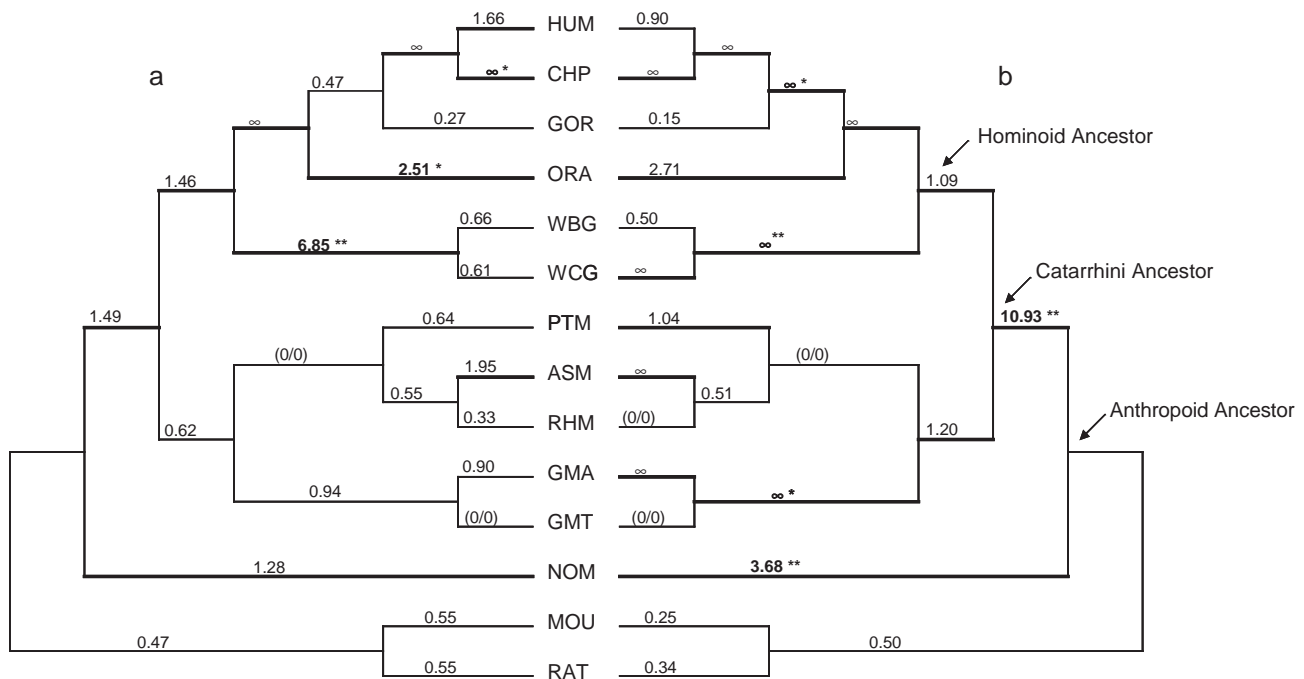 1.66 HUM 0.90
∞ ∞
a ∞ * CHP ∞ b
0.47 ∞ *
0.27 GOR 0.15
∞ ∞
Hominoid Ancestor
2.51 * ORA 2.71
1.46 1.09
0.66 WBG 0.50
6.85 ** ∞**
0.61 WCG ∞
Catarrhini Ancestor
1.49 0.64 PTM 1.04 10.93 **
(0/0) (0/0)
1.95 ASM ∞
0.55 0.51
0.33 RHM (0/0)
Anthropoid Ancestor
0.62 1.20
0.90 GMA ∞
0.94 ∞ *
(0/0) GMT (0/0)
1.28 NOM 3.68 **
0.55 MOU 0.25
0.47 0.50
0.55 RAT 0.34